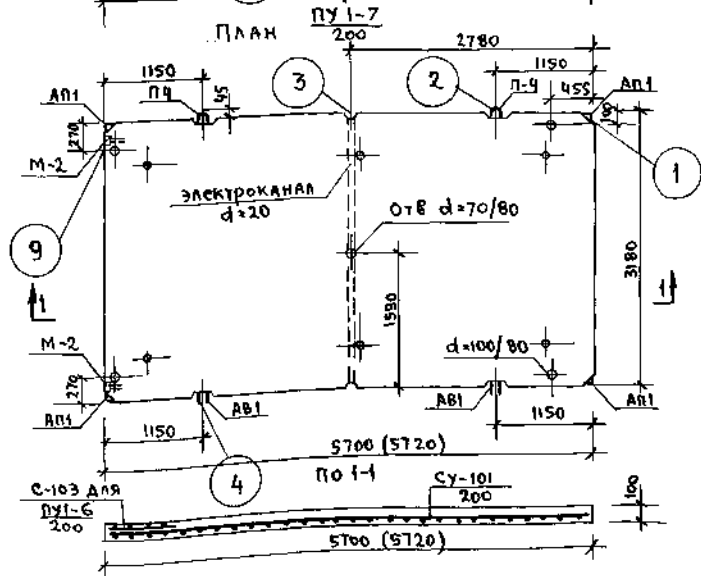 ПЛАН
ПУ 1-7
200
2780
1150
1150
455
АП1
П4
45
3
2
П-4
АП1
100
270
М-2
1
ЭЛЕКТРОКАНАЛ
d=20
ОТВ d=70/80
9
3180
1
1
1590
М-2
d=100/80
270
АП1
АВ1
АВ1
АП1
1150
1150
4
5700 (5720)
ПО 1-1
С-103 ДЛЯ
ПУ1-6
200
СУ-101
200
100
5700 (5720)